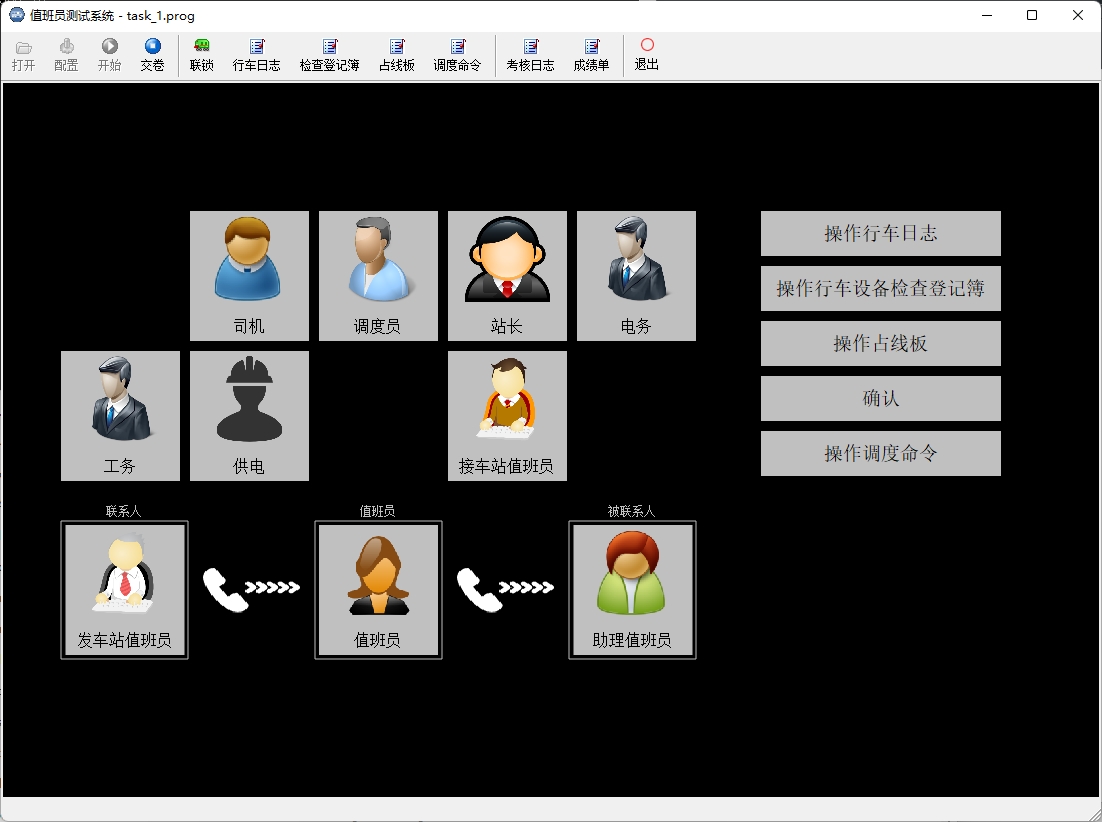 值班员测试系统 - task_1.prog
打开 配置 开始 交卷 联锁 行车日志 检查登记簿 占线板 调度命令 考核日志 成绩单 退出
司机 调度员 站长 电务
工务 供电 接车站值班员
联系人 值班员 被联系人
发车站值班员 值班员 助理值班员
操作行车日志
操作行车设备检查登记簿
操作占线板
确认
操作调度命令